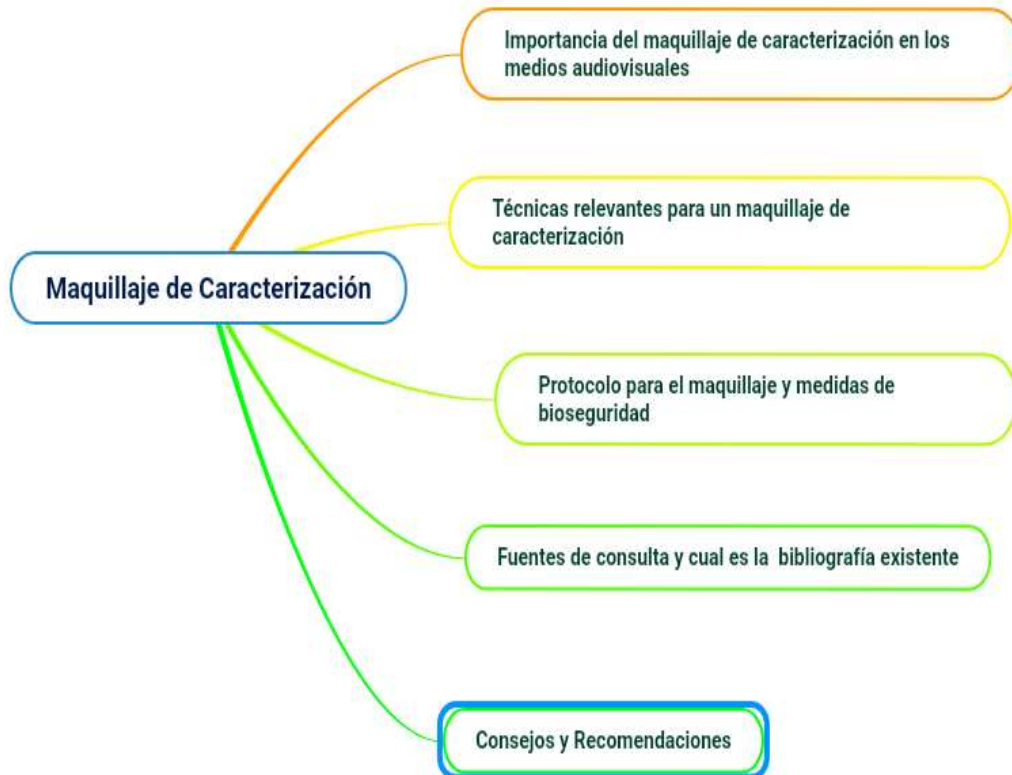 Importancia del maquillaje de caracterización en los
medios audiovisuales
Técnicas relevantes para un maquillaje de
caracterización
Maquillaje de Caracterización
Protocolo para el maquillaje y medidas de
bioseguridad
Fuentes de consulta y cual es la  bibliografía existente
Consejos y Recomendaciones